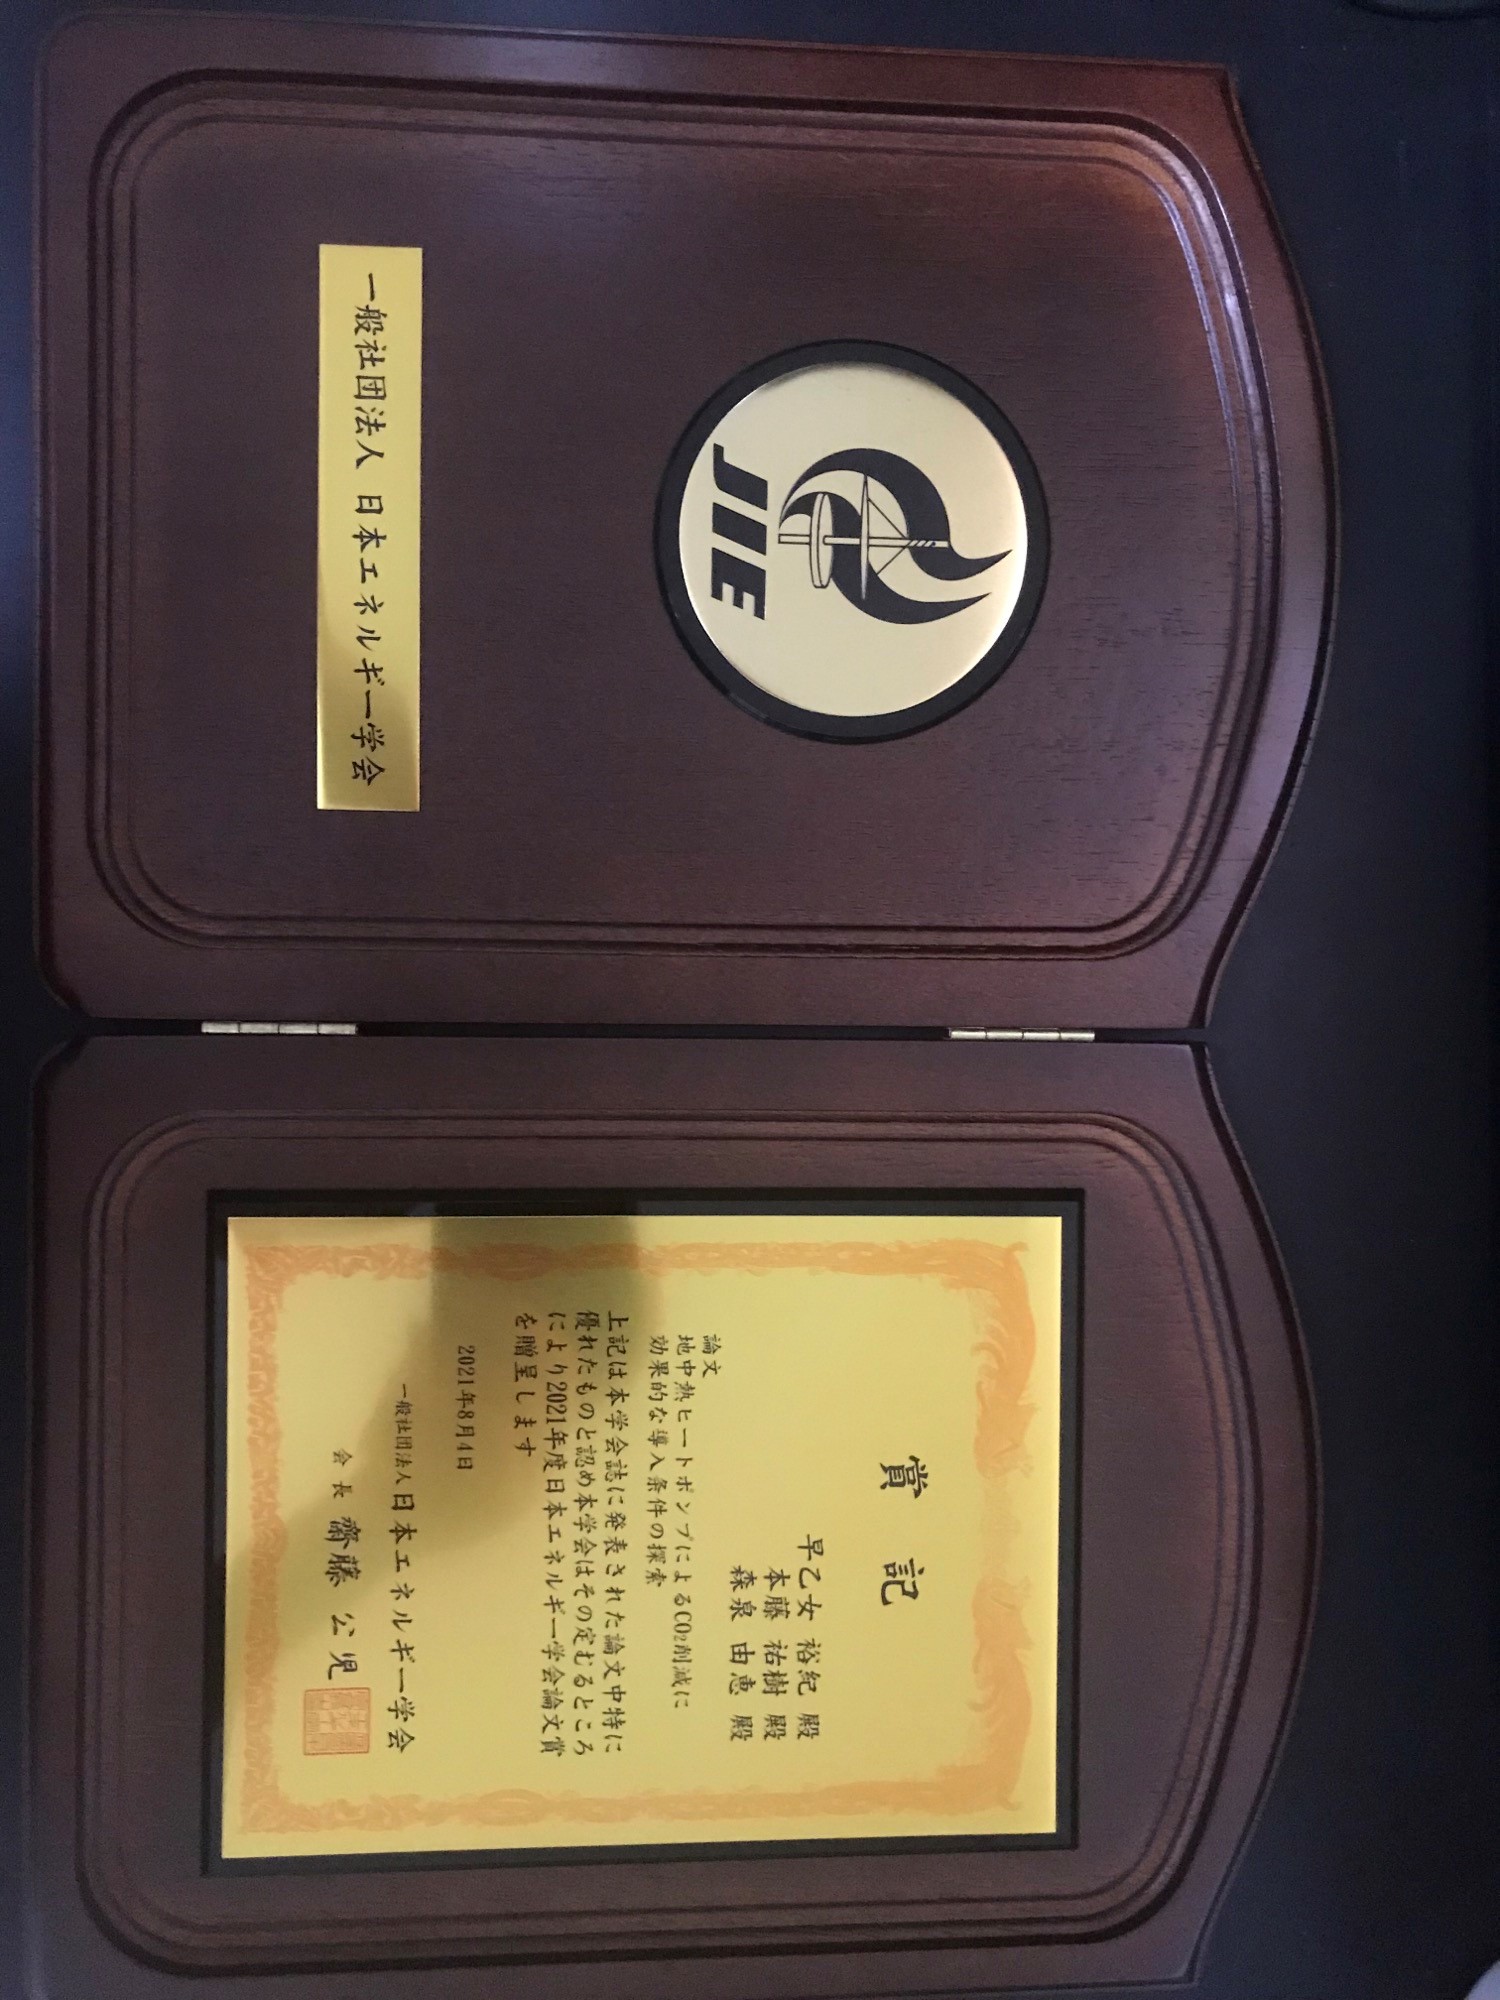 JIE
一般社団法人 日本エネルギー学会
賞 記
早乙女 裕紀 殿
本藤 祐樹 殿
森泉 由恵 殿
論文
地中熱ヒートポンプによるCO2削減に
効果的な導入条件の探索
上記は本学会誌に発表された論文中特に
優れたものと認め本学会はその定むるところ
により2021年度日本エネルギー学会論文賞
を贈呈します
2021年8月4日
一般社団法人日本エネルギー学会
会 長 齋藤 公児